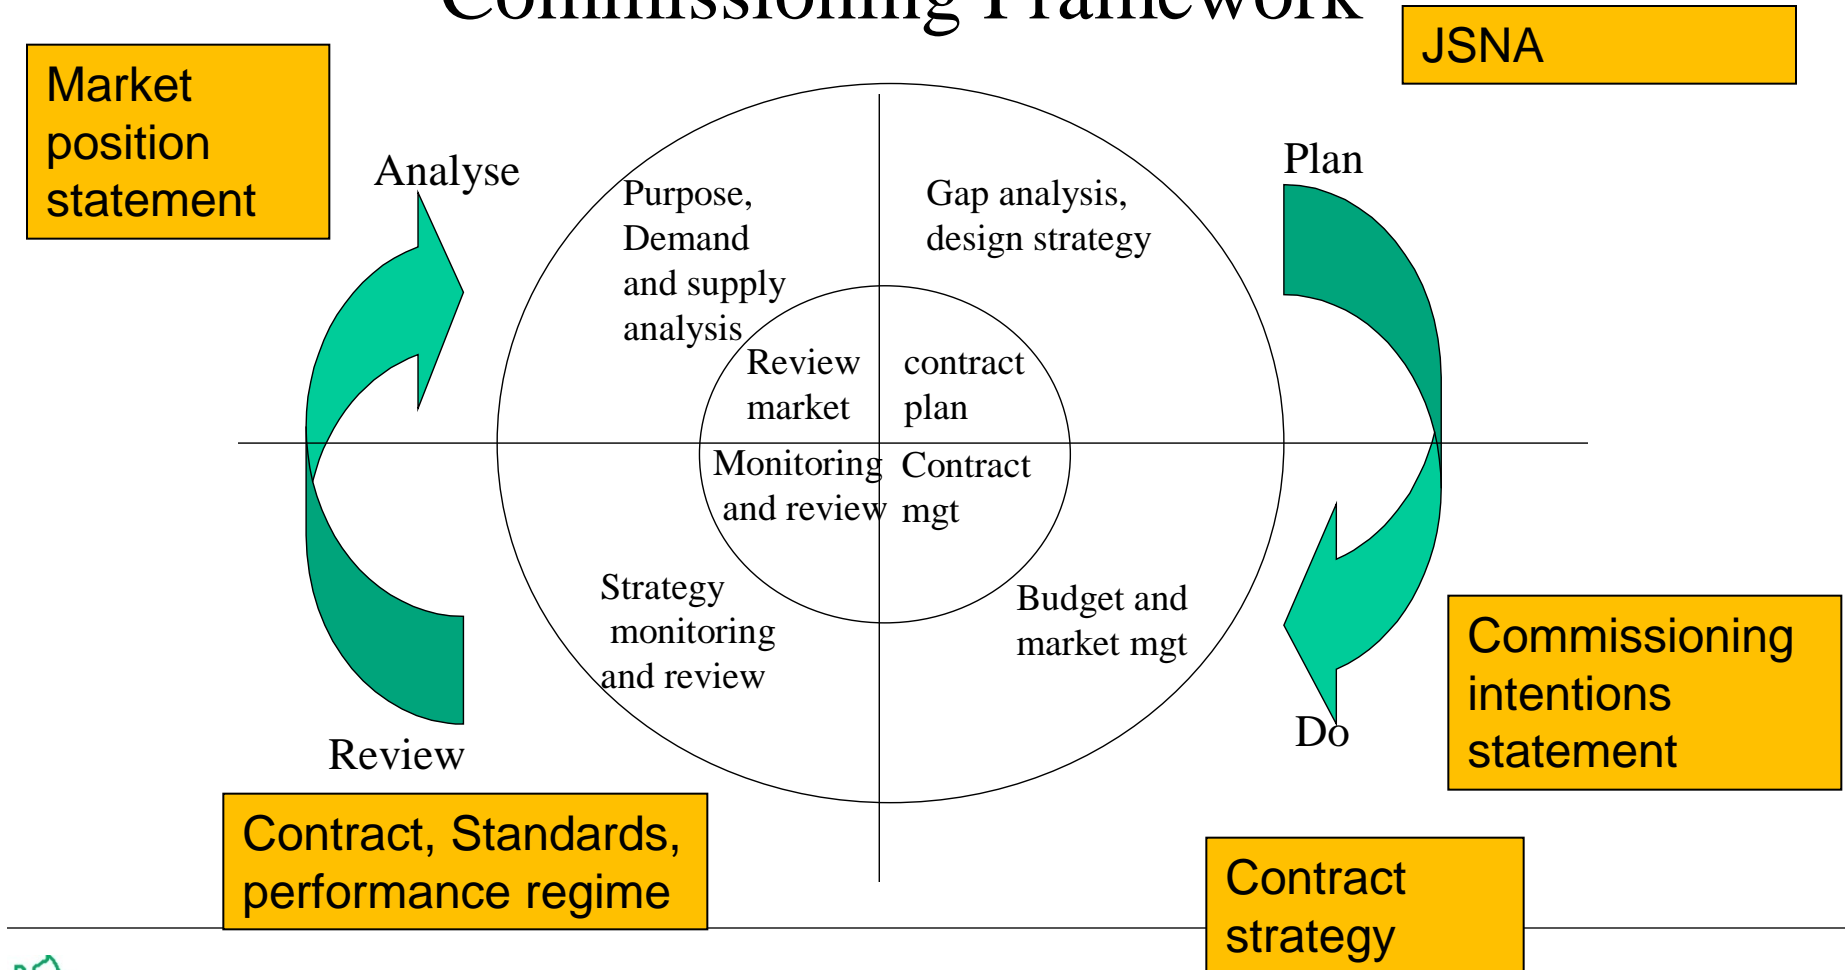 Commissioning Framework
JSNA
Market
position
statement
Analyse
Plan
Purpose,
Demand
and supply
analysis
Gap analysis,
design strategy
Review
market
contract
plan
Monitoring
and review
Contract
mgt
Strategy
monitoring
and review
Budget and
market mgt
Review
Do
Commissioning
intentions
statement
Contract, Standards,
performance regime
Contract
strategy